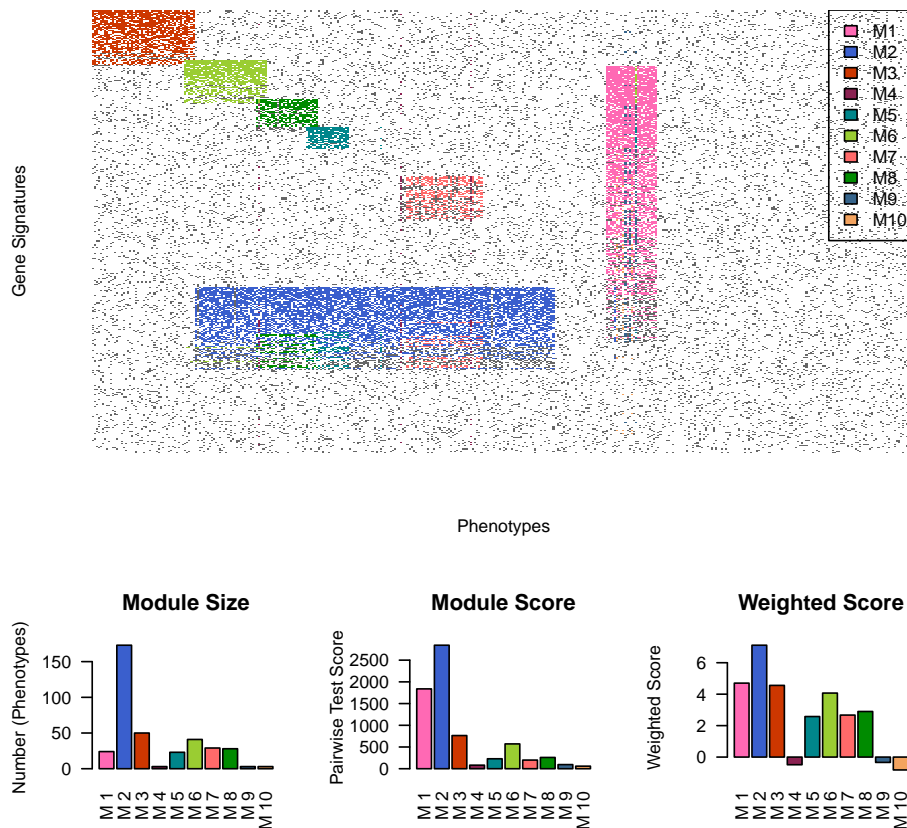 M1
M2
M3
M4
M5
M6
M7
M8
M9
M10
Gene Signatures
Phenotypes
Module Size
Number (Phenotypes)
150
100
50
0
M 1
M 2
M 3
M 4
M 5
M 6
M 7
M 8
M 9
M 10
Module Score
Pairwise Test Score
2500
2000
1500
1000
500
0
M 1
M 2
M 3
M 4
M 5
M 6
M 7
M 8
M 9
M 10
Weighted Score
Weighted Score
6
4
2
0
M 1
M 2
M 3
M 4
M 5
M 6
M 7
M 8
M 9
M 10